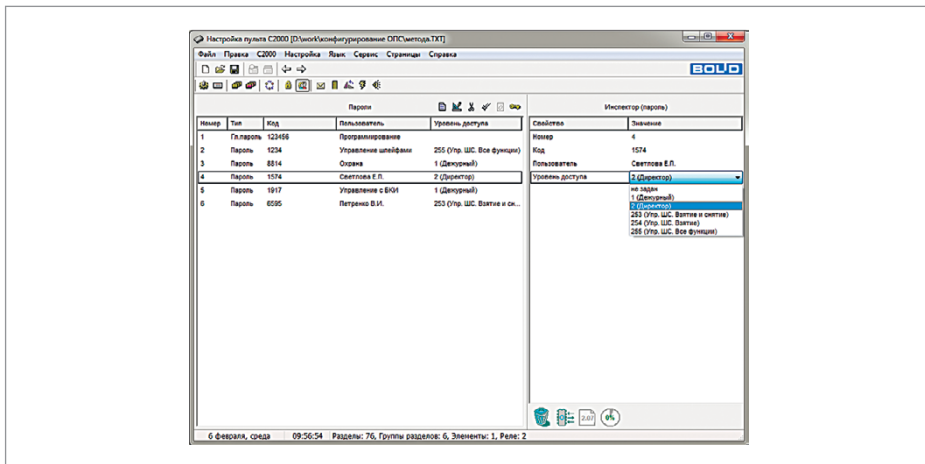 Настройка пульта С2000 [D:\work\конфигурирование ОПС\метода.TXT]
Файл Правка С2000 Настройка Язык Сервис Страницы Справка
BOLID
Пароли
Инспектор (пароль)
Номер Тип Код Пользователь Уровень доступа
Свойство Значение
1 Гл.пароль 123456 Программирование
Номер 4
2 Пароль 1234 Управление шлейфами 255 (Упр. ШС. Все функции)
Код 1574
3 Пароль 8814 Охрана 1 (Дежурный)
Пользователь Светлова Е.Л.
4 Пароль 1574 Светлова Е.Л. 2 (Директор)
Уровень доступа 2 (Директор)
5 Пароль 1917 Управление с БКИ 1 (Дежурный)
6 Пароль 6595 Петренко В.И. 253 (Упр. ШС. Взятие и сн...
не задан
1 (Дежурный)
2 (Директор)
253 (Упр. ШС. Взятие и снятие)
254 (Упр. ШС. Взятие)
255 (Упр. ШС. Все функции)
2.07 0%
6 февраля, среда 09:56:54 Разделы: 76, Группы разделов: 6, Элементы: 1, Реле: 2